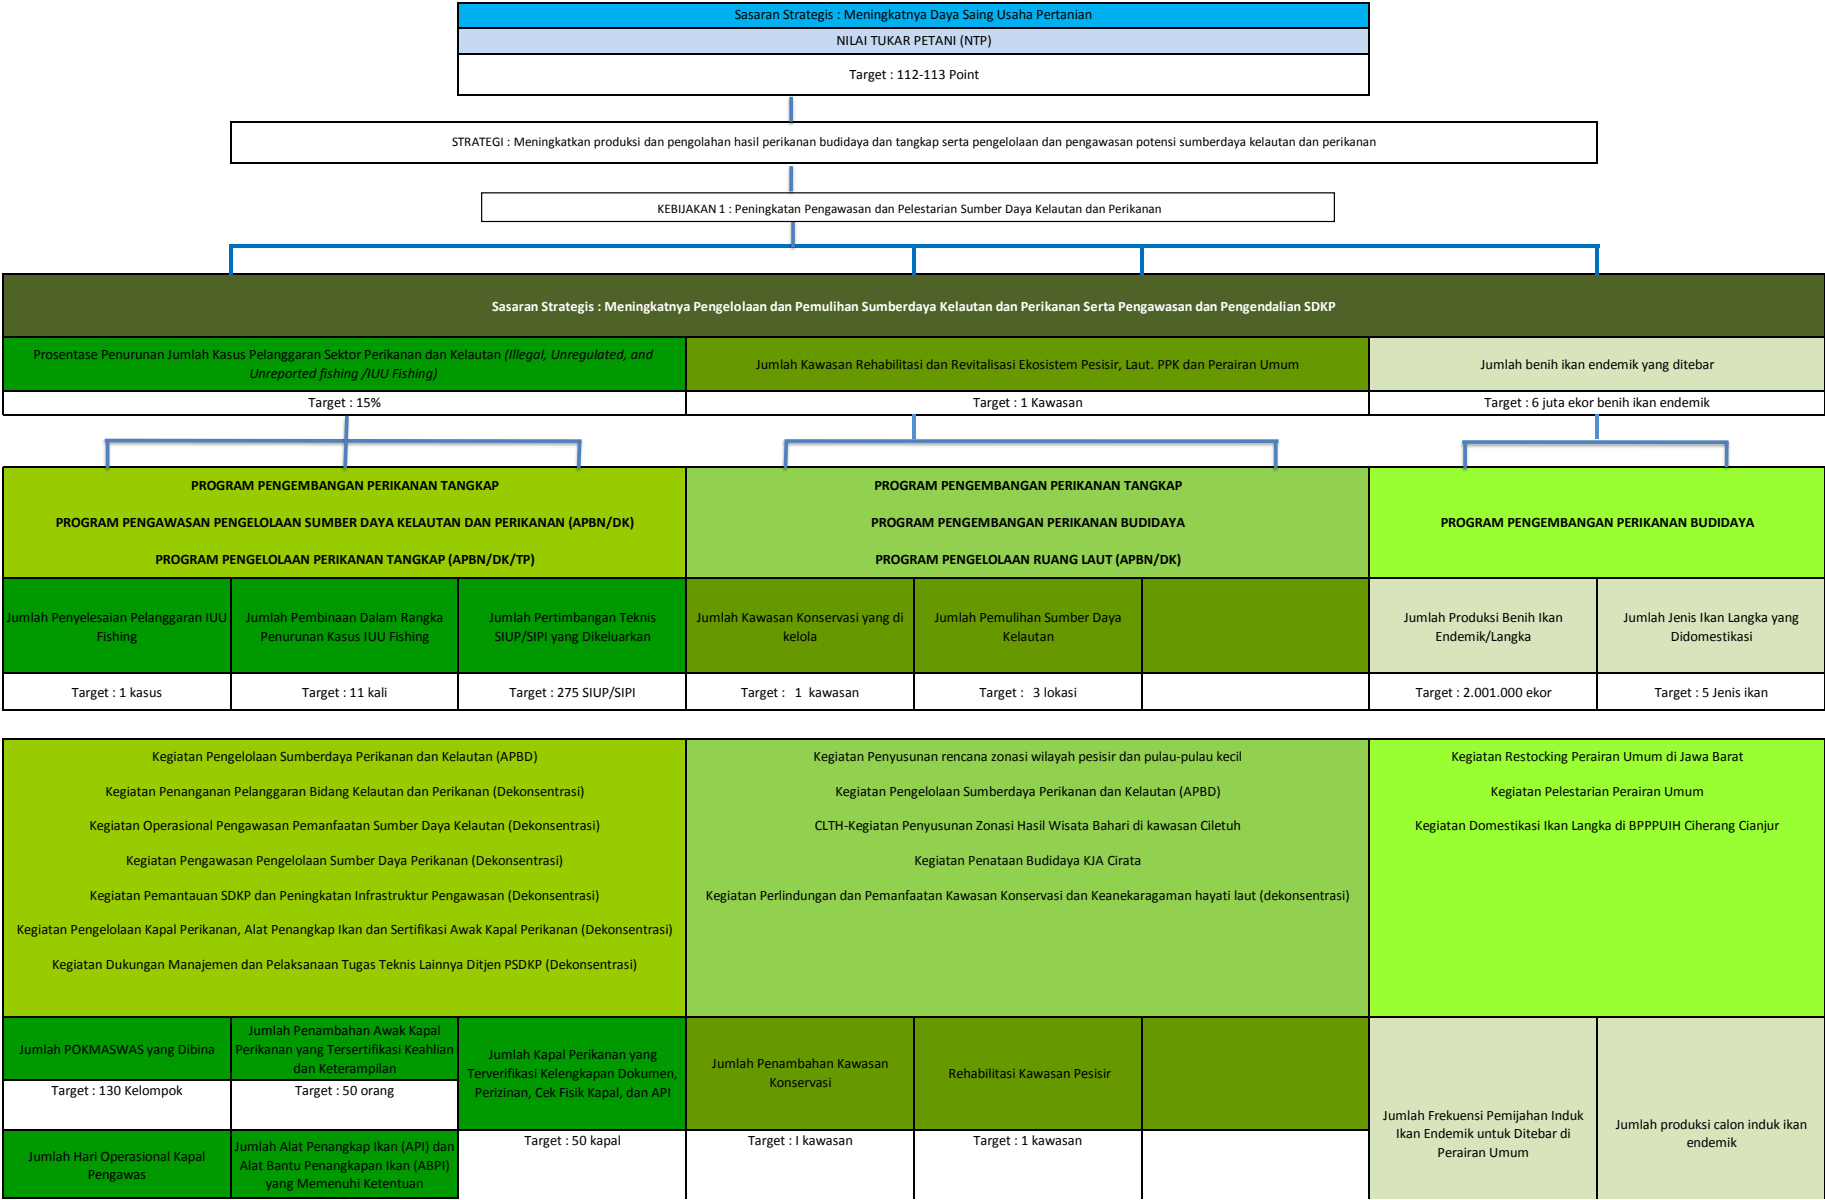 Sasaran Strategis : Meningkatnya Daya Saing Usaha Pertanian
NILAI TUKAR PETANI (NTP)
Target : 112-113 Point
STRATEGI : Meningkatkan produksi dan pengolahan hasil perikanan budidaya dan tangkap serta pengelolaan dan pengawasan potensi sumberdaya kelautan dan perikanan
KEBIJAKAN 1 : Peningkatan Pengawasan dan Pelestarian Sumber Daya Kelautan dan Perikanan
Sasaran Strategis : Meningkatnya Pengelolaan dan Pemulihan Sumberdaya Kelautan dan Perikanan Serta Pengawasan dan Pengendalian SDKP
Prosentase Penurunan Jumlah Kasus Pelanggaran Sektor Perikanan dan Kelautan (Illegal, Unregulated, and
Unreported fishing /IUU Fishing)
Jumlah Kawasan Rehabilitasi dan Revitalisasi Ekosistem Pesisir, Laut. PPK dan Perairan Umum
Jumlah benih ikan endemik yang ditebar
Target : 15%
Target : 1 Kawasan
Target : 6 juta ekor benih ikan endemik
PROGRAM PENGEMBANGAN PERIKANAN TANGKAP
PROGRAM PENGAWASAN PENGELOLAAN SUMBER DAYA KELAUTAN DAN PERIKANAN (APBN/DK)
PROGRAM PENGELOLAAN PERIKANAN TANGKAP (APBN/DK/TP)
PROGRAM PENGEMBANGAN PERIKANAN TANGKAP
PROGRAM PENGEMBANGAN PERIKANAN BUDIDAYA
PROGRAM PENGELOLAAN RUANG LAUT (APBN/DK)
PROGRAM PENGEMBANGAN PERIKANAN BUDIDAYA
Jumlah Penyelesaian Pelanggaran IUU
Fishing
Jumlah Pembinaan Dalam Rangka
Penurunan Kasus IUU Fishing
Jumlah Pertimbangan Teknis
SIUP/SIPI yang Dikeluarkan
Jumlah Kawasan Konservasi yang di
kelola
Jumlah Pemulihan Sumber Daya
Kelautan
Jumlah Produksi Benih Ikan
Endemik/Langka
Jumlah Jenis Ikan Langka yang
Didomestikasi
Target : 1 kasus
Target : 11 kali
Target : 275 SIUP/SIPI
Target : 1 kawasan
Target : 3 lokasi
Target : 2.001.000 ekor
Target : 5 Jenis ikan
Kegiatan Pengelolaan Sumberdaya Perikanan dan Kelautan (APBD)
Kegiatan Penanganan Pelanggaran Bidang Kelautan dan Perikanan (Dekonsentrasi)
Kegiatan Operasional Pengawasan Pemanfaatan Sumber Daya Kelautan (Dekonsentrasi)
Kegiatan Pengawasan Pengelolaan Sumber Daya Perikanan (Dekonsentrasi)
Kegiatan Pemantauan SDKP dan Peningkatan Infrastruktur Pengawasan (Dekonsentrasi)
Kegiatan Pengelolaan Kapal Perikanan, Alat Penangkap Ikan dan Sertifikasi Awak Kapal Perikanan (Dekonsentrasi)
Kegiatan Dukungan Manajemen dan Pelaksanaan Tugas Teknis Lainnya Ditjen PSDKP (Dekonsentrasi)
Kegiatan Penyusunan rencana zonasi wilayah pesisir dan pulau-pulau kecil
Kegiatan Pengelolaan Sumberdaya Perikanan dan Kelautan (APBD)
CLTH-Kegiatan Penyusunan Zonasi Hasil Wisata Bahari di kawasan Ciletuh
Kegiatan Penataan Budidaya KJA Cirata
Kegiatan Perlindungan dan Pemanfaatan Kawasan Konservasi dan Keanekaragaman hayati laut (dekonsentrasi)
Kegiatan Restocking Perairan Umum di Jawa Barat
Kegiatan Pelestarian Perairan Umum
Kegiatan Domestikasi Ikan Langka di BPPPUIH Ciherang Cianjur
Jumlah POKMASWAS yang Dibina
Jumlah Penambahan Awak Kapal
Perikanan yang Tersertifikasi Keahlian
dan Keterampilan
Jumlah Kapal Perikanan yang
Terverifikasi Kelengkapan Dokumen,
Perizinan, Cek Fisik Kapal, dan API
Jumlah Penambahan Kawasan
Konservasi
Rehabilitasi Kawasan Pesisir
Target : 130 Kelompok
Target : 50 orang
Jumlah Frekuensi Pemijahan Induk
Ikan Endemik untuk Ditebar di
Perairan Umum
Jumlah produksi calon induk ikan
endemik
Jumlah Hari Operasional Kapal
Pengawas
Jumlah Alat Penangkap Ikan (API) dan
Alat Bantu Penangkapan Ikan (ABPI)
yang Memenuhi Ketentuan
Target : 50 kapal
Target : I kawasan
Target : 1 kawasan